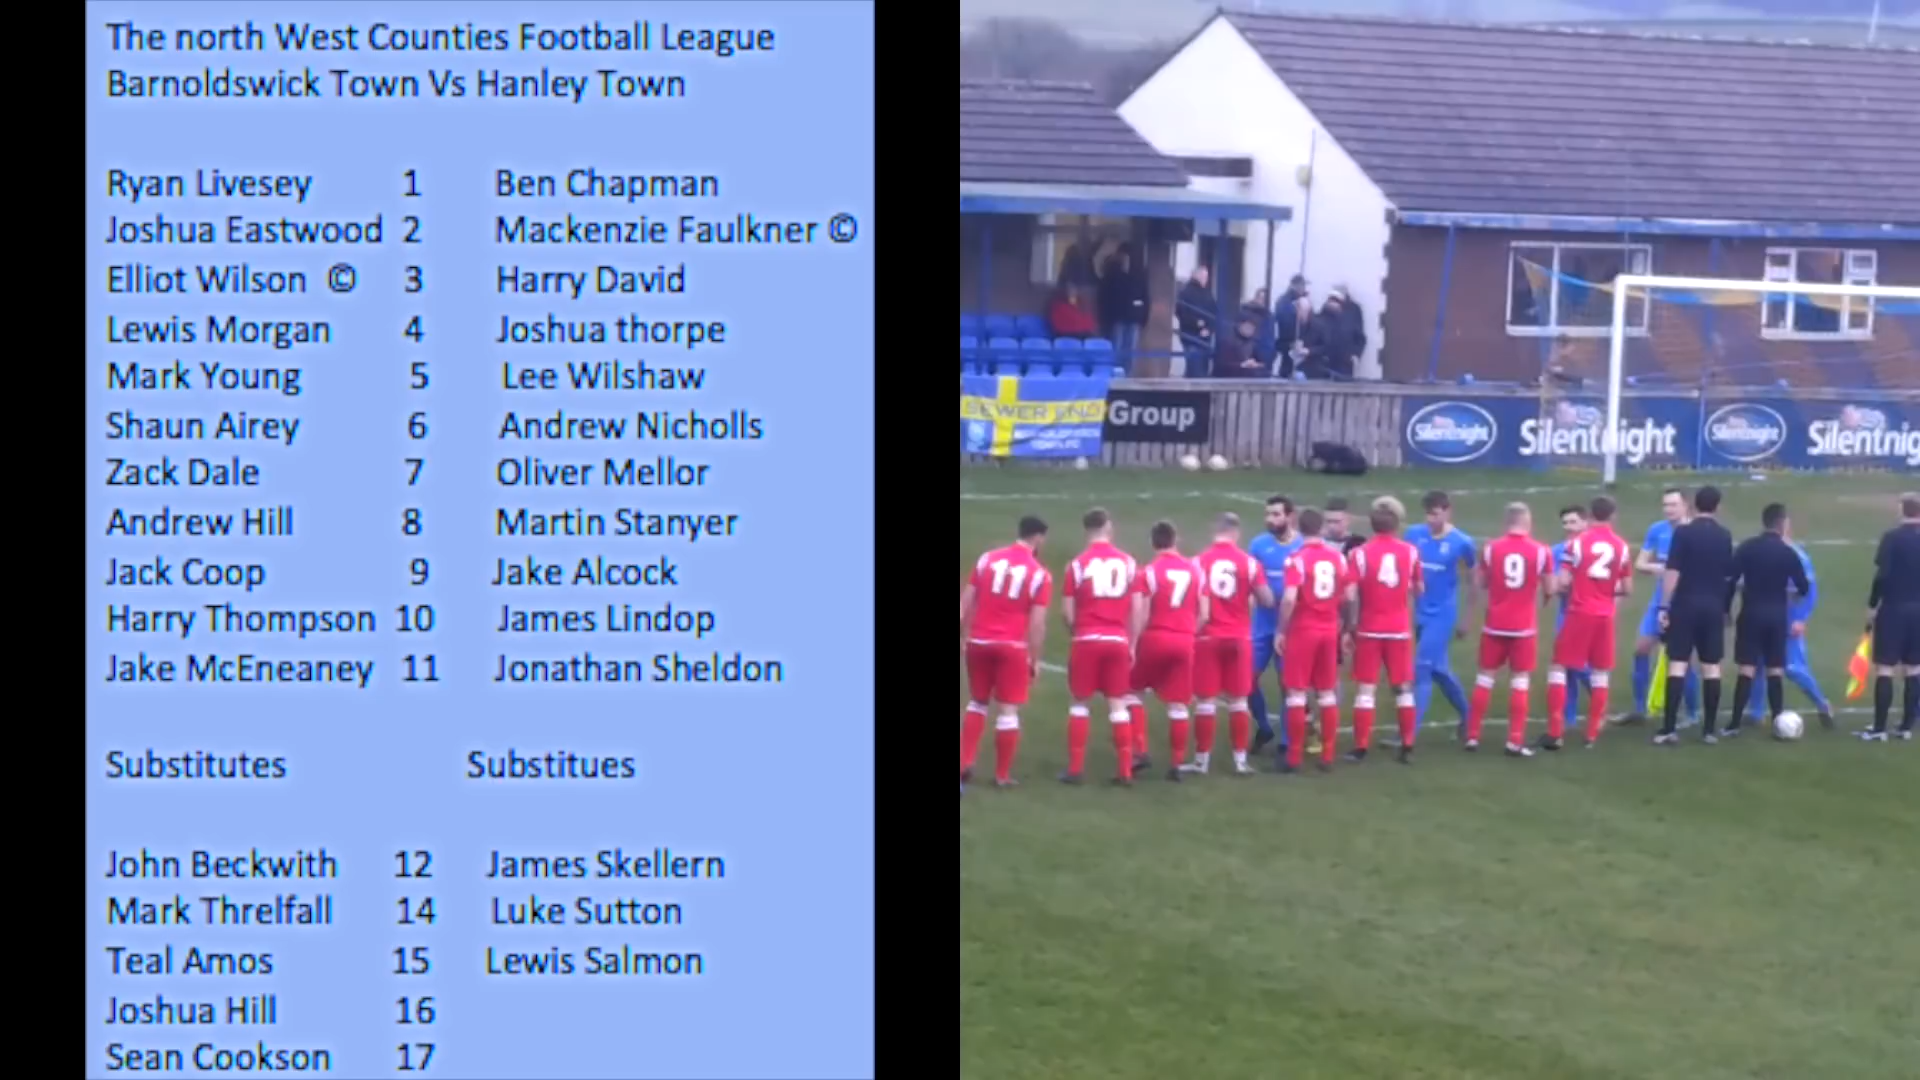 The north West Counties Football League
Barnoldswick Town Vs Hanley Town
Ryan Livesey 1 Ben Chapman
Joshua Eastwood 2 Mackenzie Faulkner ©
Elliot Wilson © 3 Harry David
Lewis Morgan 4 Joshua thorpe
Mark Young 5 Lee Wilshaw
Shaun Airey 6 Andrew Nicholls
Zack Dale 7 Oliver Mellor
Andrew Hill 8 Martin Stanyer
Jack Coop 9 Jake Alcock
Harry Thompson 10 James Lindop
Jake McEneaney 11 Jonathan Sheldon
Substitutes Substitues
John Beckwith 12 James Skellern
Mark Threlfall 14 Luke Sutton
Teal Amos 15 Lewis Salmon
Joshua Hill 16
Sean Cookson 17
SEWER END
Group
Silentnight Silentnight Silentnight Silentnig
11 10 7 6 8 4 9 2